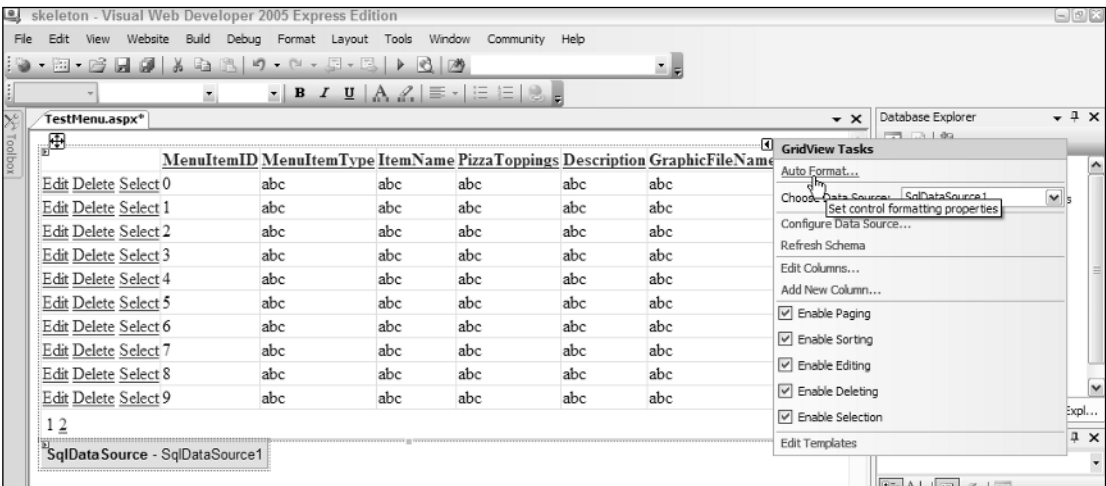 skeleton - Visual Web Developer 2005 Express Edition
File Edit View Website Build Debug Format Layout Tools Window Community Help
B I U A
Toolbox
TestMenu.aspx*
Database Explorer
MenuItemID MenuItemType ItemName PizzaToppings Description GraphicFileName
Edit Delete Select 0 abc abc abc abc abc
Edit Delete Select 1 abc abc abc abc abc
Edit Delete Select 2 abc abc abc abc abc
Edit Delete Select 3 abc abc abc abc abc
Edit Delete Select 4 abc abc abc abc abc
Edit Delete Select 5 abc abc abc abc abc
Edit Delete Select 6 abc abc abc abc abc
Edit Delete Select 7 abc abc abc abc abc
Edit Delete Select 8 abc abc abc abc abc
Edit Delete Select 9 abc abc abc abc abc
1 2
SqlDataSource - SqlDataSource1
GridView Tasks
Auto Format...
Choose Data Source: SqlDataSource1
Set control formatting properties
Configure Data Source...
Refresh Schema
Edit Columns...
Add New Column...
Enable Paging
Enable Sorting
Enable Editing
Enable Deleting
Enable Selection
Edit Templates
Expl...